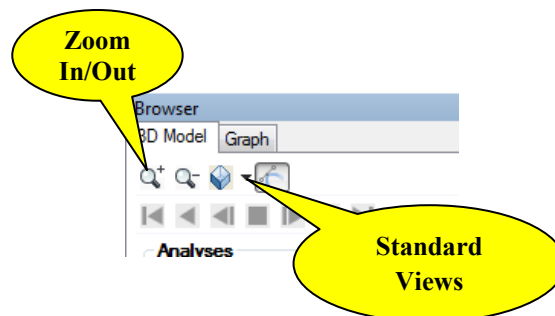 Zoom
In/Out
Browser
3D Model Graph
Analyses
Standard
Views